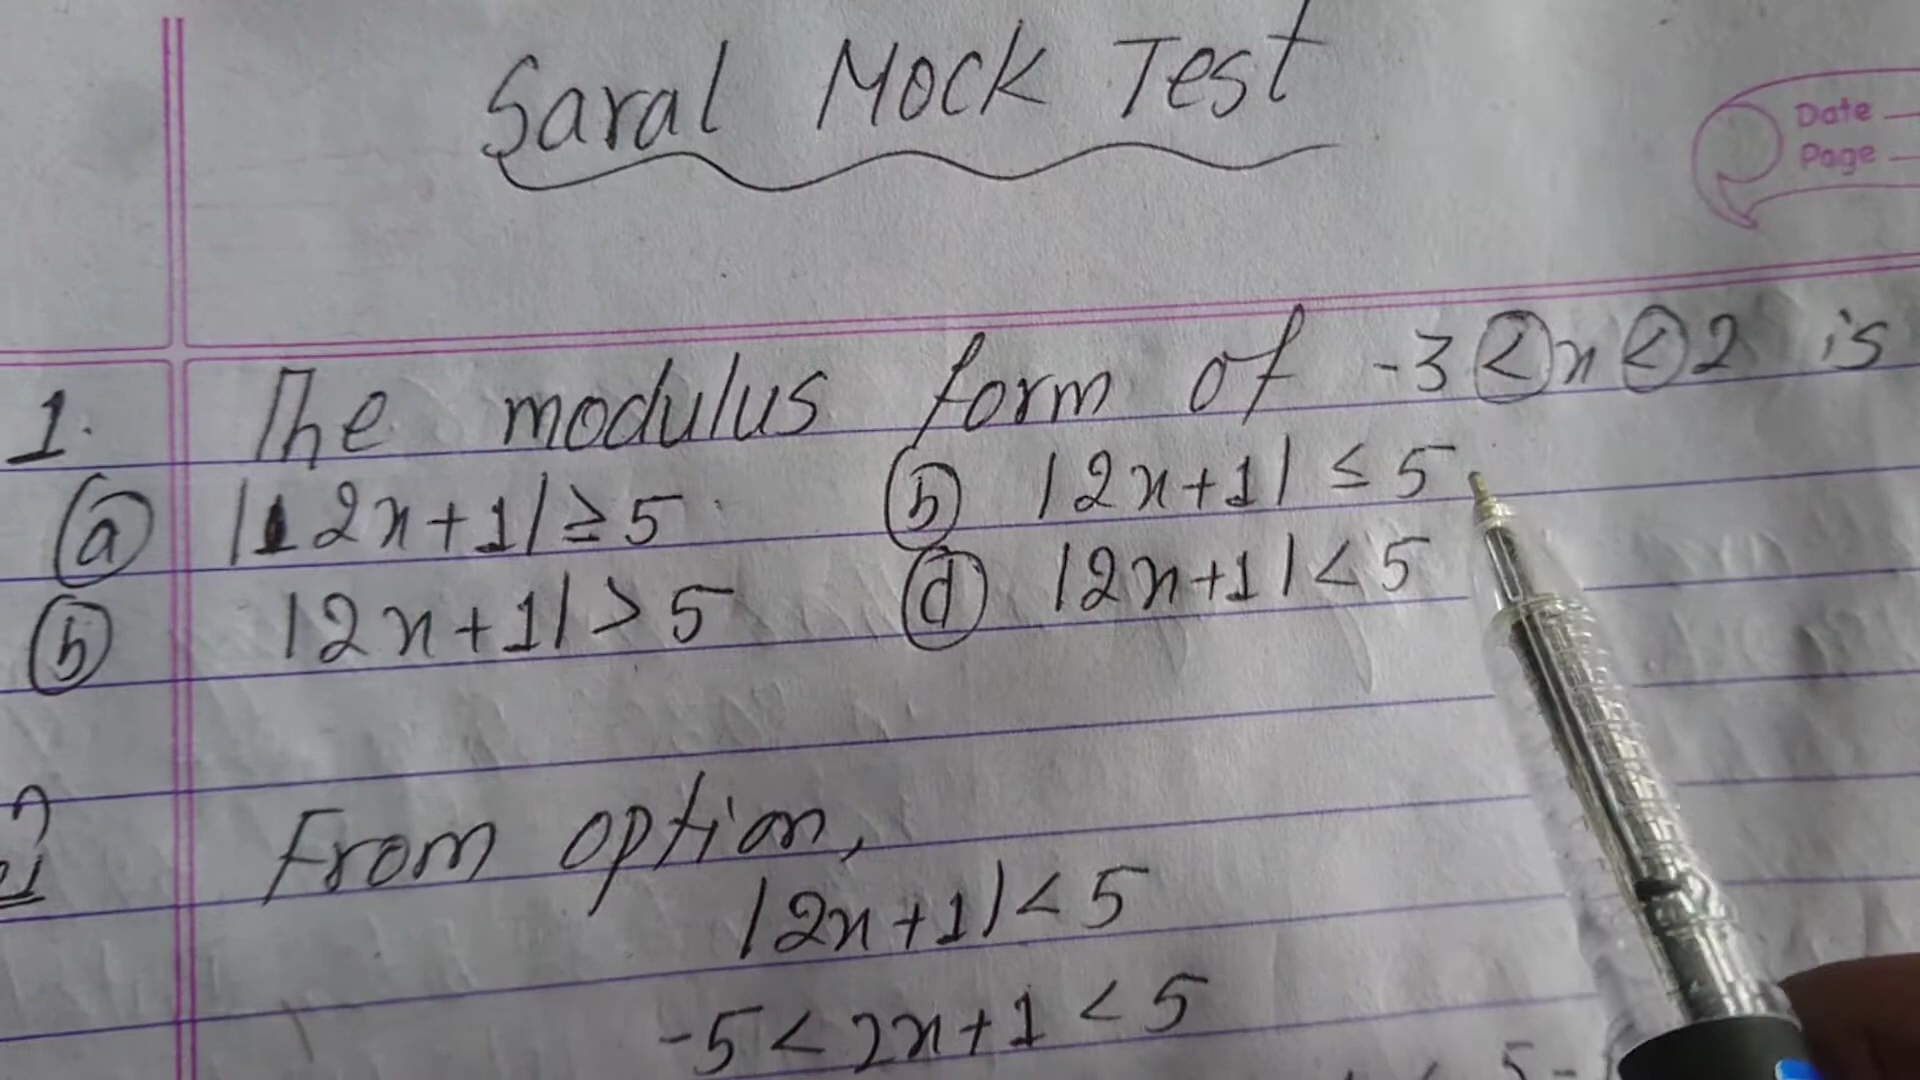 Saral Mock Test
Date
Page
1. The modulus form of -3 < x < 2 is
(a) |2x+1| ≥ 5 (b) |2x+1| ≤ 5
(b) |2x+1| > 5 (d) |2x+1| < 5
From option,
|2x+1| < 5
-5 < 2x+1 < 5